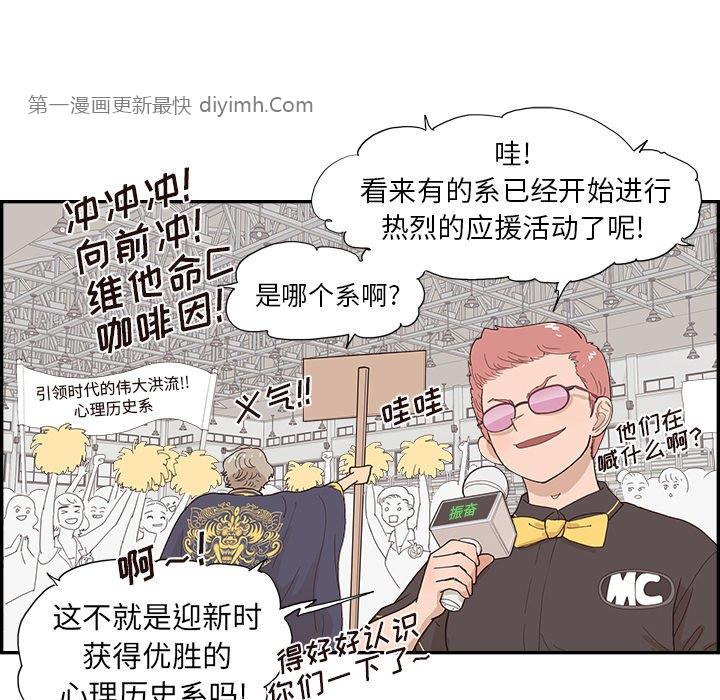 第一漫画更新最快 diyimh.Com
哇!
看来有的系已经开始进行
热烈的应援活动了呢!
冲冲冲!
向前冲!
维他命C
咖啡因!
是哪个系啊?
引领时代的伟大洪流!!
心理历史系
义气!!
哇哇
他们在
喊什么啊?
振奋
MC
啊~!
这不就是迎新时
获得优胜的
心理历史系吗!
得好好认识
你们一下了~